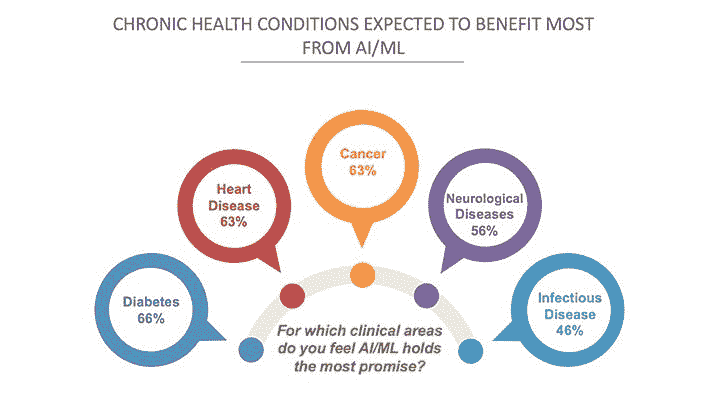 CHRONIC HEALTH CONDITIONS EXPECTED TO BENEFIT MOST
FROM AI/ML
Cancer
63%
Heart
Disease
63%
Neurological
Diseases
56%
Diabetes
66%
Infectious
Disease
46%
For which clinical areas
do you feel AI/ML holds
the most promise?